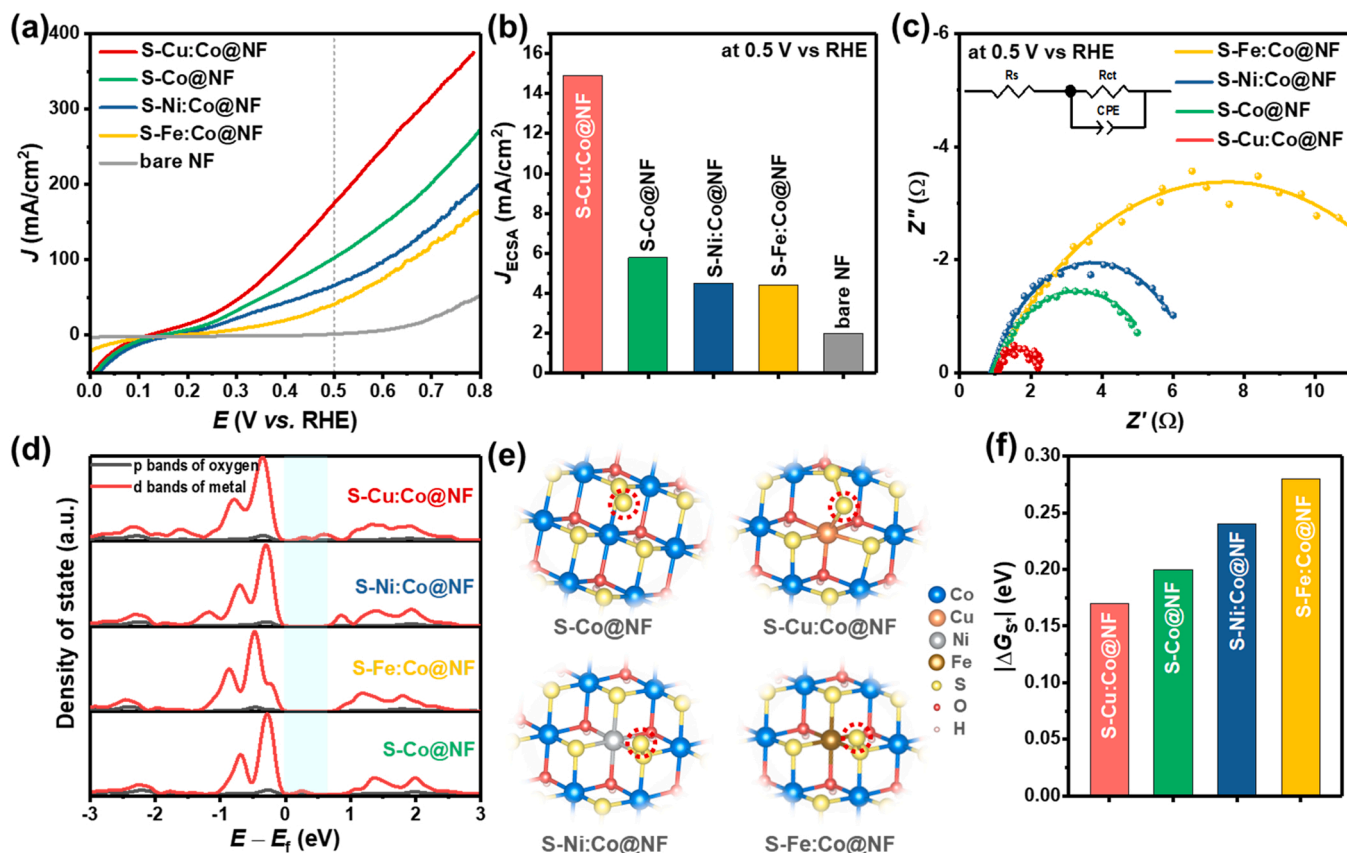 (a)
400
300
200
100
0
0.0
0.1
0.2
0.3
0.4
0.5
0.6
0.7
0.8
J (mA/cm²)
E (V vs. RHE)
S-Cu:Co@NF
S-Co@NF
S-Ni:Co@NF
S-Fe:Co@NF
bare NF
(b)
at 0.5 V vs RHE
16
14
12
10
8
6
4
2
0
J_ECSA (mA/cm²)
S-Cu:Co@NF
S-Co@NF
S-Ni:Co@NF
S-Fe:Co@NF
bare NF
(c)
at 0.5 V vs RHE
Rs
Rct
CPE
S-Fe:Co@NF
S-Ni:Co@NF
S-Co@NF
S-Cu:Co@NF
-6
-4
-2
0
0
2
4
6
8
10
Z" (Ω)
Z' (Ω)
(d)
p bands of oxygen
d bands of metal
S-Cu:Co@NF
S-Ni:Co@NF
S-Fe:Co@NF
S-Co@NF
-3
-2
-1
0
1
2
3
Density of state (a.u.)
E – E_f (eV)
(e)
S-Co@NF
S-Cu:Co@NF
S-Ni:Co@NF
S-Fe:Co@NF
Co
Cu
Ni
Fe
S
O
H
(f)
0.30
0.25
0.20
0.15
0.10
0.05
0.00
|ΔG_S*| (eV)
S-Cu:Co@NF
S-Co@NF
S-Ni:Co@NF
S-Fe:Co@NF